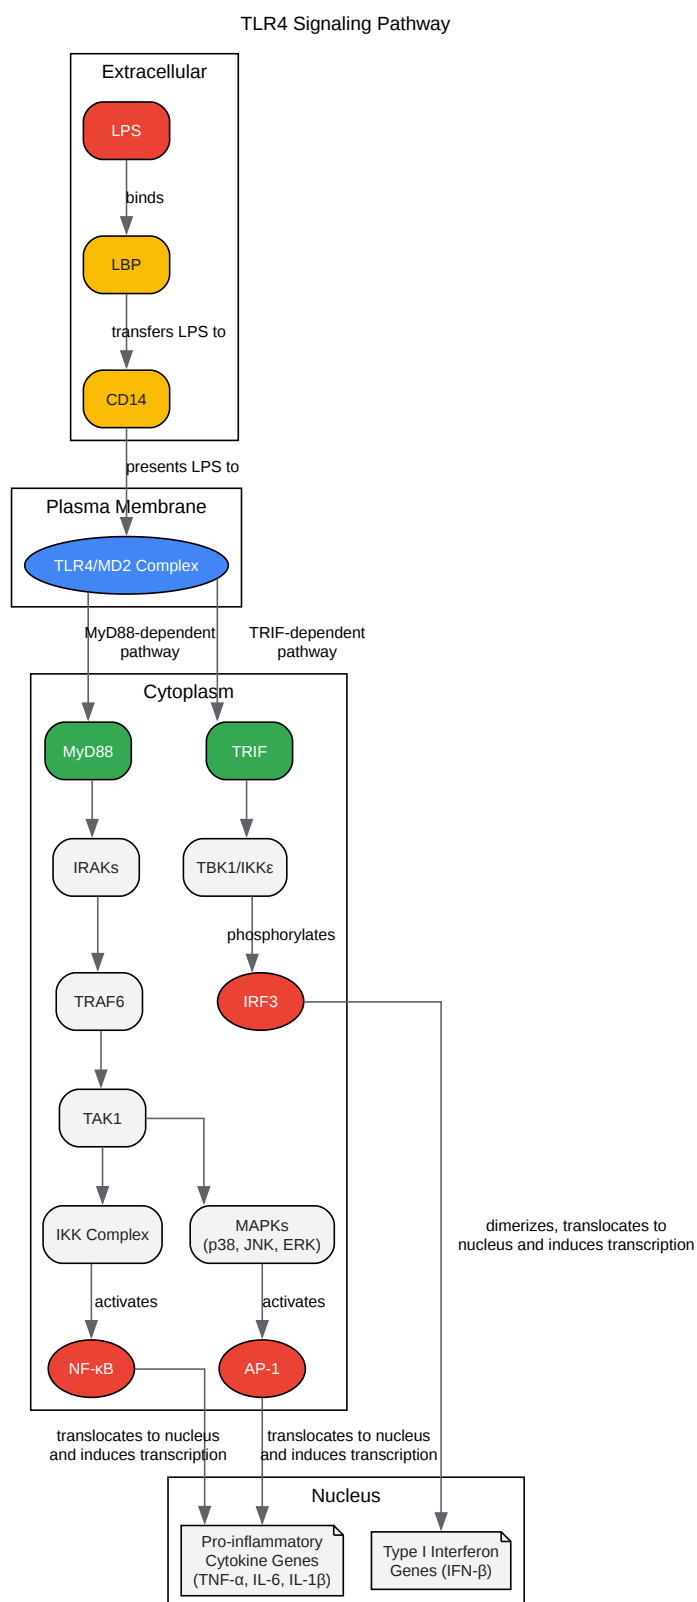 TLR4 Signaling Pathway
Extracellular
LPS
binds
LBP
transfers LPS to
CD14
presents LPS to
Plasma Membrane
TLR4/MD2 Complex
MyD88-dependent
pathway
TRIF-dependent
pathway
Cytoplasm
MyD88
TRIF
IRAKs
TBK1/IKKε
phosphorylates
TRAF6
IRF3
TAK1
IKK Complex
MAPKs
(p38, JNK, ERK)
dimerizes, translocates to
nucleus and induces transcription
activates
activates
NF-κB
AP-1
translocates to nucleus
and induces transcription
translocates to nucleus
and induces transcription
Nucleus
Pro-inflammatory
Cytokine Genes
(TNF-α, IL-6, IL-1β)
Type I Interferon
Genes (IFN-β)